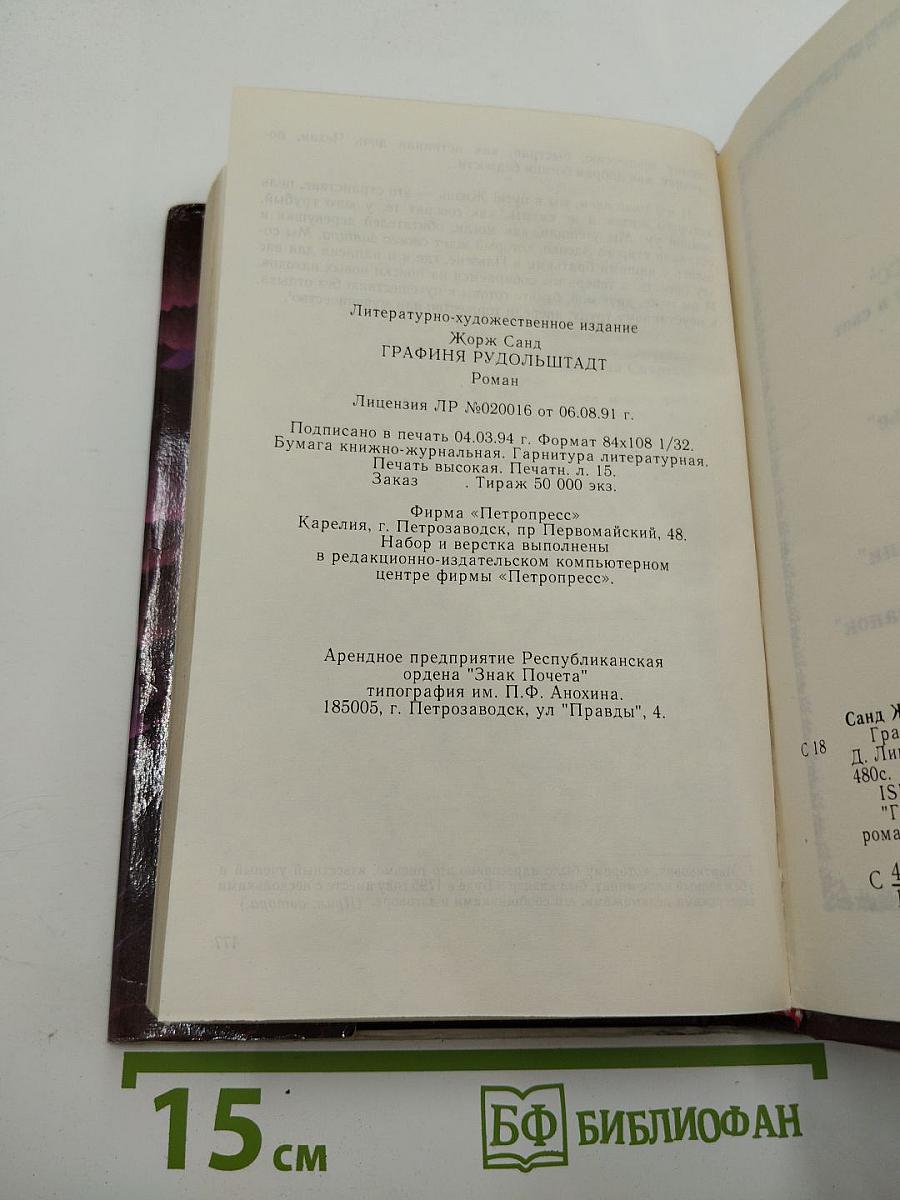 Литературно-художественное издание
Жорж Санд
ГРАФИНЯ РУДОЛЬШТАДТ
Роман
Лицензия ЛР №020016 от 06.08.91 г.
Подписано в печать 04.03.94 г. Формат 84х108 1/32.
Бумага книжно-журнальная. Гарнитура литературная.
Печать высокая. Печатн. л. 15.
Заказ . Тираж 50 000 экз.
Фирма «Петропресс»
Карелия, г. Петрозаводск, пр Первомайский, 48.
Набор и верстка выполнены
в редакционно-издательском компьютерном
центре фирмы «Петропресс».
Арендное предприятие Республиканская
ордена "Знак Почета"
типография им. П.Ф. Анохина.
185005, г. Петрозаводск, ул "Правды", 4.
Санд
С 18
480с.
С
15 см
БФ БИБЛИОФАН